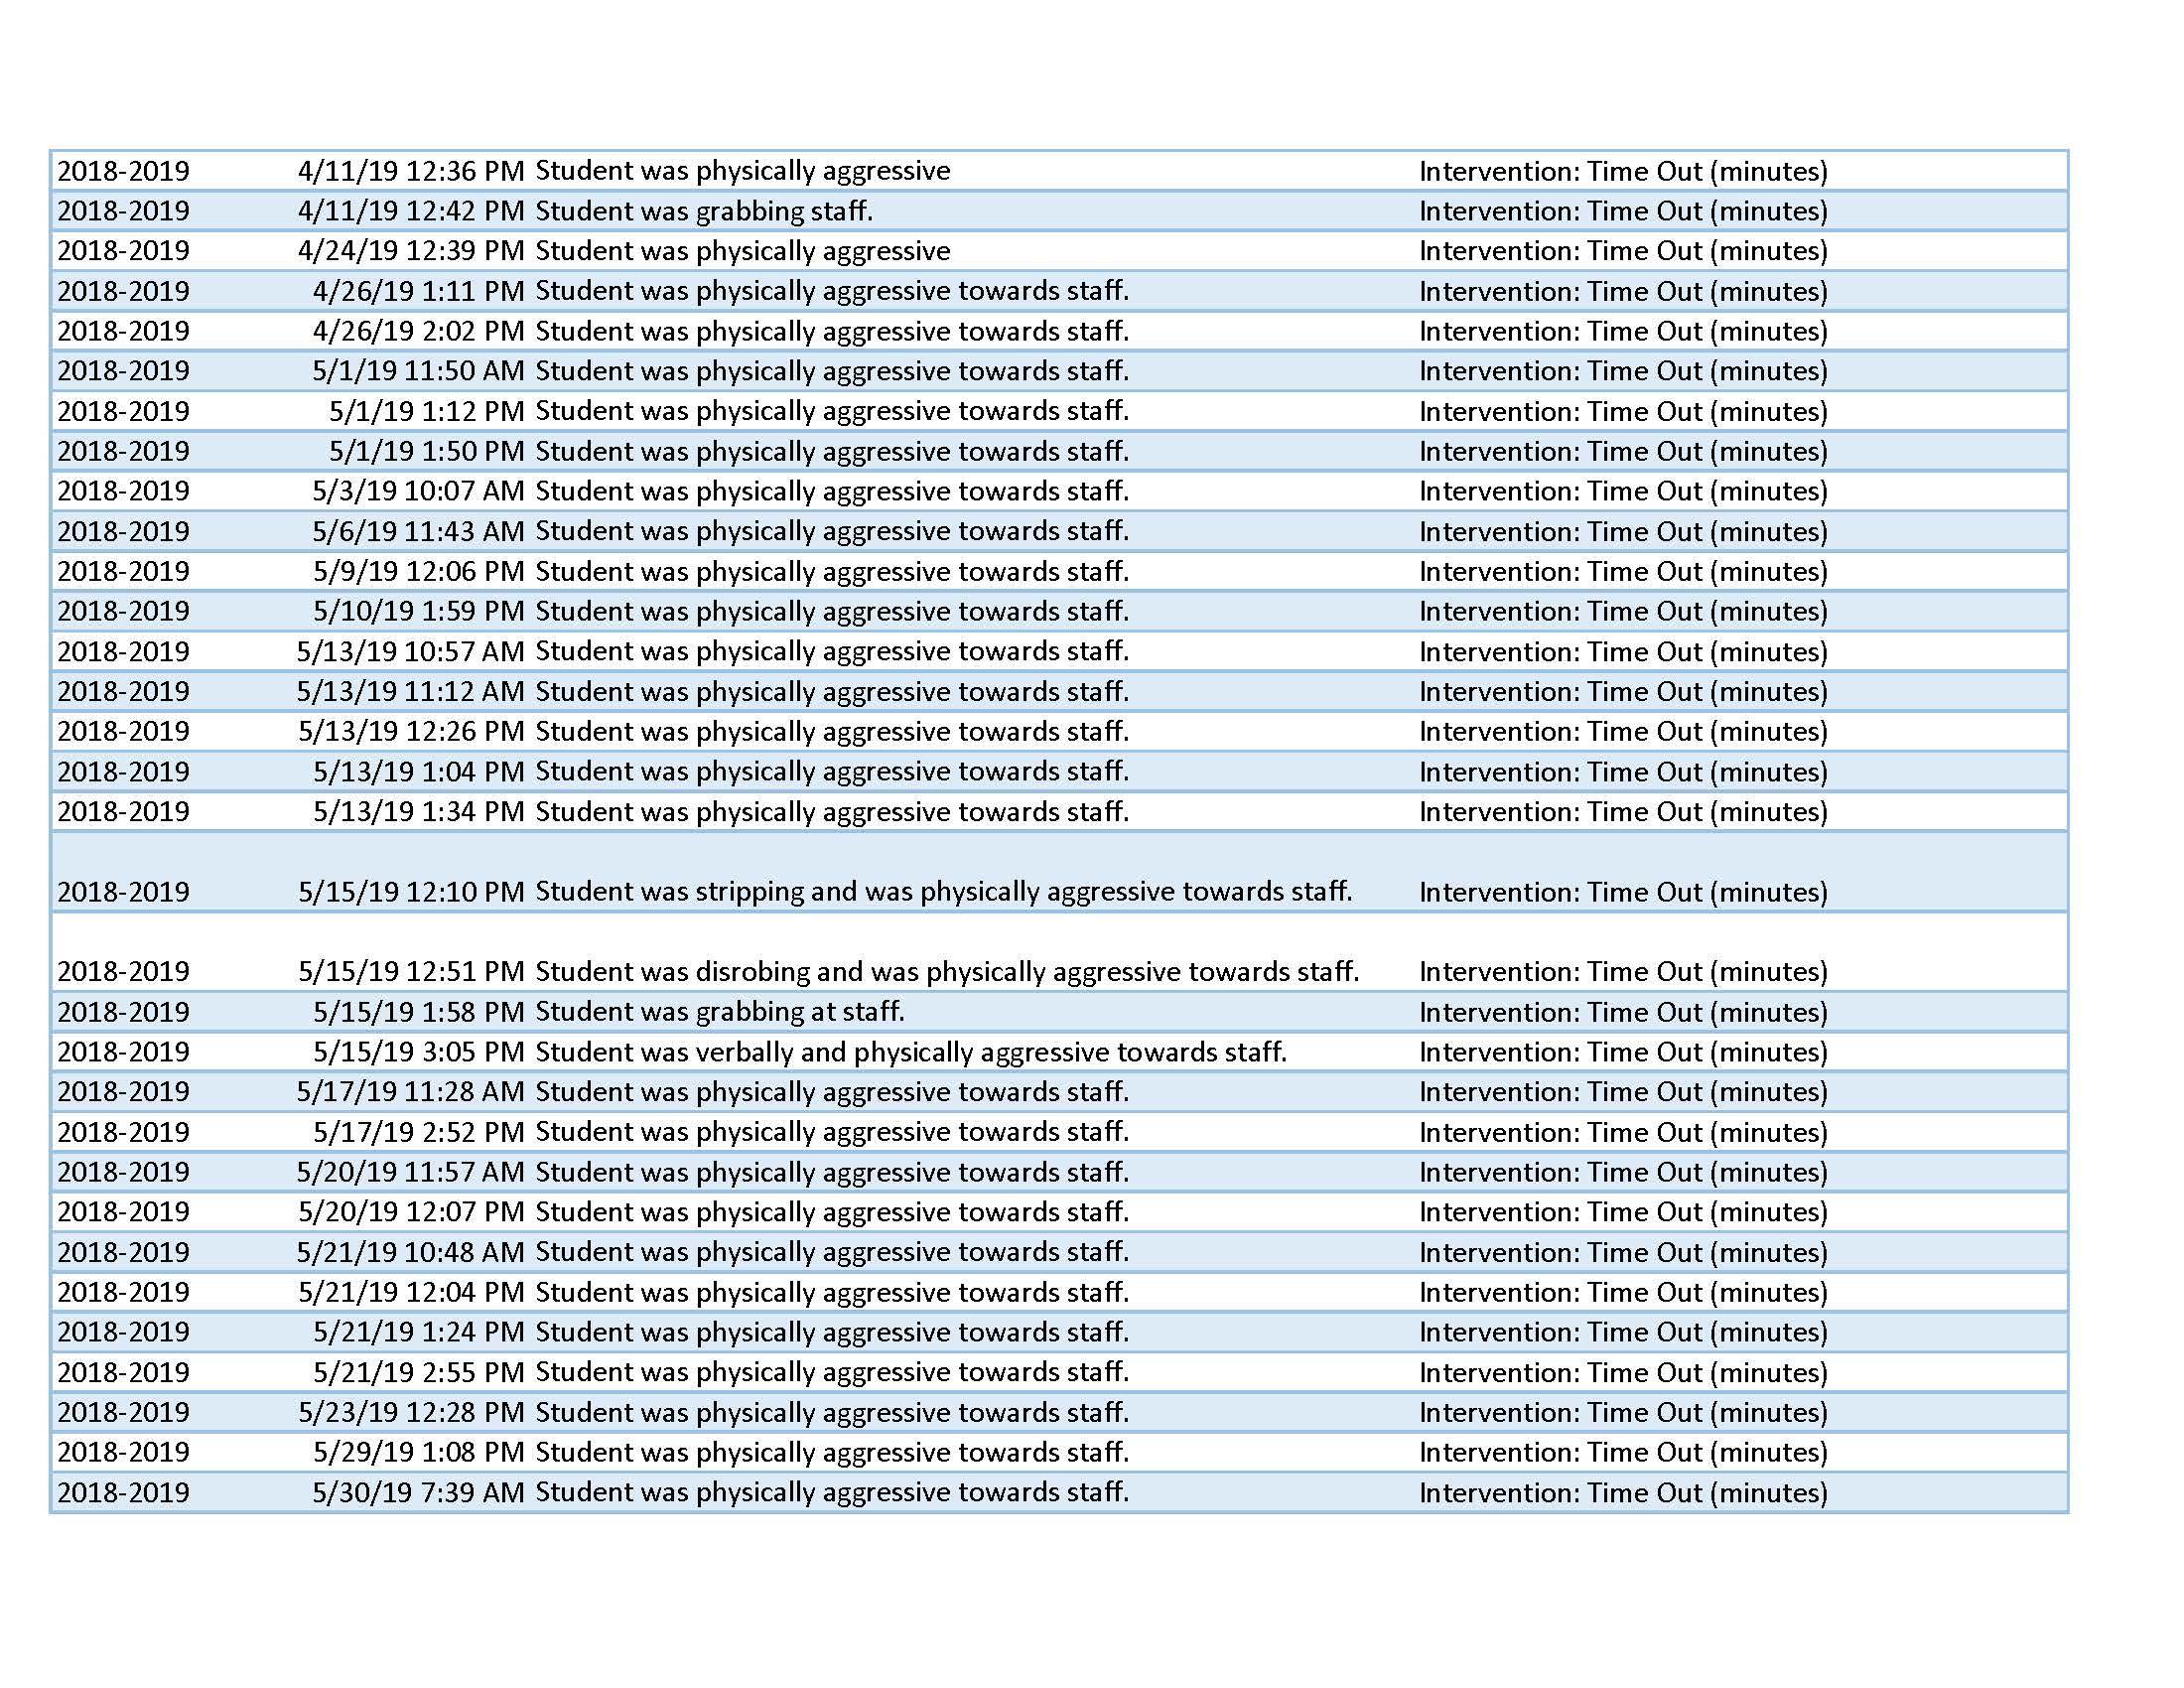 2018-2019 4/11/19 12:36 PM Student was physically aggressive Intervention: Time Out (minutes)
2018-2019 4/11/19 12:42 PM Student was grabbing staff. Intervention: Time Out (minutes)
2018-2019 4/24/19 12:39 PM Student was physically aggressive Intervention: Time Out (minutes)
2018-2019 4/26/19 1:11 PM Student was physically aggressive towards staff. Intervention: Time Out (minutes)
2018-2019 4/26/19 2:02 PM Student was physically aggressive towards staff. Intervention: Time Out (minutes)
2018-2019 5/1/19 11:50 AM Student was physically aggressive towards staff. Intervention: Time Out (minutes)
2018-2019 5/1/19 1:12 PM Student was physically aggressive towards staff. Intervention: Time Out (minutes)
2018-2019 5/1/19 1:50 PM Student was physically aggressive towards staff. Intervention: Time Out (minutes)
2018-2019 5/3/19 10:07 AM Student was physically aggressive towards staff. Intervention: Time Out (minutes)
2018-2019 5/6/19 11:43 AM Student was physically aggressive towards staff. Intervention: Time Out (minutes)
2018-2019 5/9/19 12:06 PM Student was physically aggressive towards staff. Intervention: Time Out (minutes)
2018-2019 5/10/19 1:59 PM Student was physically aggressive towards staff. Intervention: Time Out (minutes)
2018-2019 5/13/19 10:57 AM Student was physically aggressive towards staff. Intervention: Time Out (minutes)
2018-2019 5/13/19 11:12 AM Student was physically aggressive towards staff. Intervention: Time Out (minutes)
2018-2019 5/13/19 12:26 PM Student was physically aggressive towards staff. Intervention: Time Out (minutes)
2018-2019 5/13/19 1:04 PM Student was physically aggressive towards staff. Intervention: Time Out (minutes)
2018-2019 5/13/19 1:34 PM Student was physically aggressive towards staff. Intervention: Time Out (minutes)
2018-2019 5/15/19 12:10 PM Student was stripping and was physically aggressive towards staff. Intervention: Time Out (minutes)
2018-2019 5/15/19 12:51 PM Student was disrobing and was physically aggressive towards staff. Intervention: Time Out (minutes)
2018-2019 5/15/19 1:58 PM Student was grabbing at staff. Intervention: Time Out (minutes)
2018-2019 5/15/19 3:05 PM Student was verbally and physically aggressive towards staff. Intervention: Time Out (minutes)
2018-2019 5/17/19 11:28 AM Student was physically aggressive towards staff. Intervention: Time Out (minutes)
2018-2019 5/17/19 2:52 PM Student was physically aggressive towards staff. Intervention: Time Out (minutes)
2018-2019 5/20/19 11:57 AM Student was physically aggressive towards staff. Intervention: Time Out (minutes)
2018-2019 5/20/19 12:07 PM Student was physically aggressive towards staff. Intervention: Time Out (minutes)
2018-2019 5/21/19 10:48 AM Student was physically aggressive towards staff. Intervention: Time Out (minutes)
2018-2019 5/21/19 12:04 PM Student was physically aggressive towards staff. Intervention: Time Out (minutes)
2018-2019 5/21/19 1:24 PM Student was physically aggressive towards staff. Intervention: Time Out (minutes)
2018-2019 5/21/19 2:55 PM Student was physically aggressive towards staff. Intervention: Time Out (minutes)
2018-2019 5/23/19 12:28 PM Student was physically aggressive towards staff. Intervention: Time Out (minutes)
2018-2019 5/29/19 1:08 PM Student was physically aggressive towards staff. Intervention: Time Out (minutes)
2018-2019 5/30/19 7:39 AM Student was physically aggressive towards staff. Intervention: Time Out (minutes)